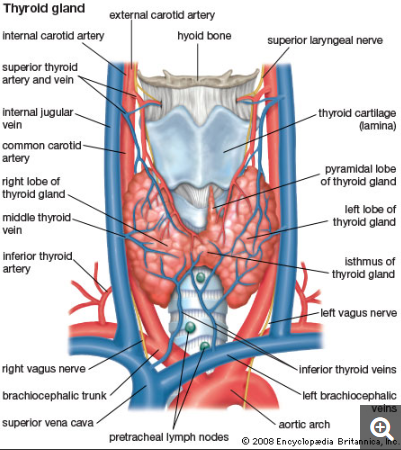 Thyroid gland
external carotid artery
internal carotid artery
hyoid bone
superior laryngeal nerve
superior thyroid
artery and vein
internal jugular
vein
thyroid cartilage
(lamina)
common carotid
artery
pyramidal lobe
of thyroid gland
right lobe of
thyroid gland
left lobe of
thyroid gland
middle thyroid
vein
inferior thyroid
artery
isthmus of
thyroid gland
left vagus nerve
right vagus nerve
inferior thyroid veins
brachiocephalic trunk
left brachiocephalic
veins
superior vena cava
aortic arch
pretracheal lymph nodes
© 2008 Encyclopædia Britannica, Inc.